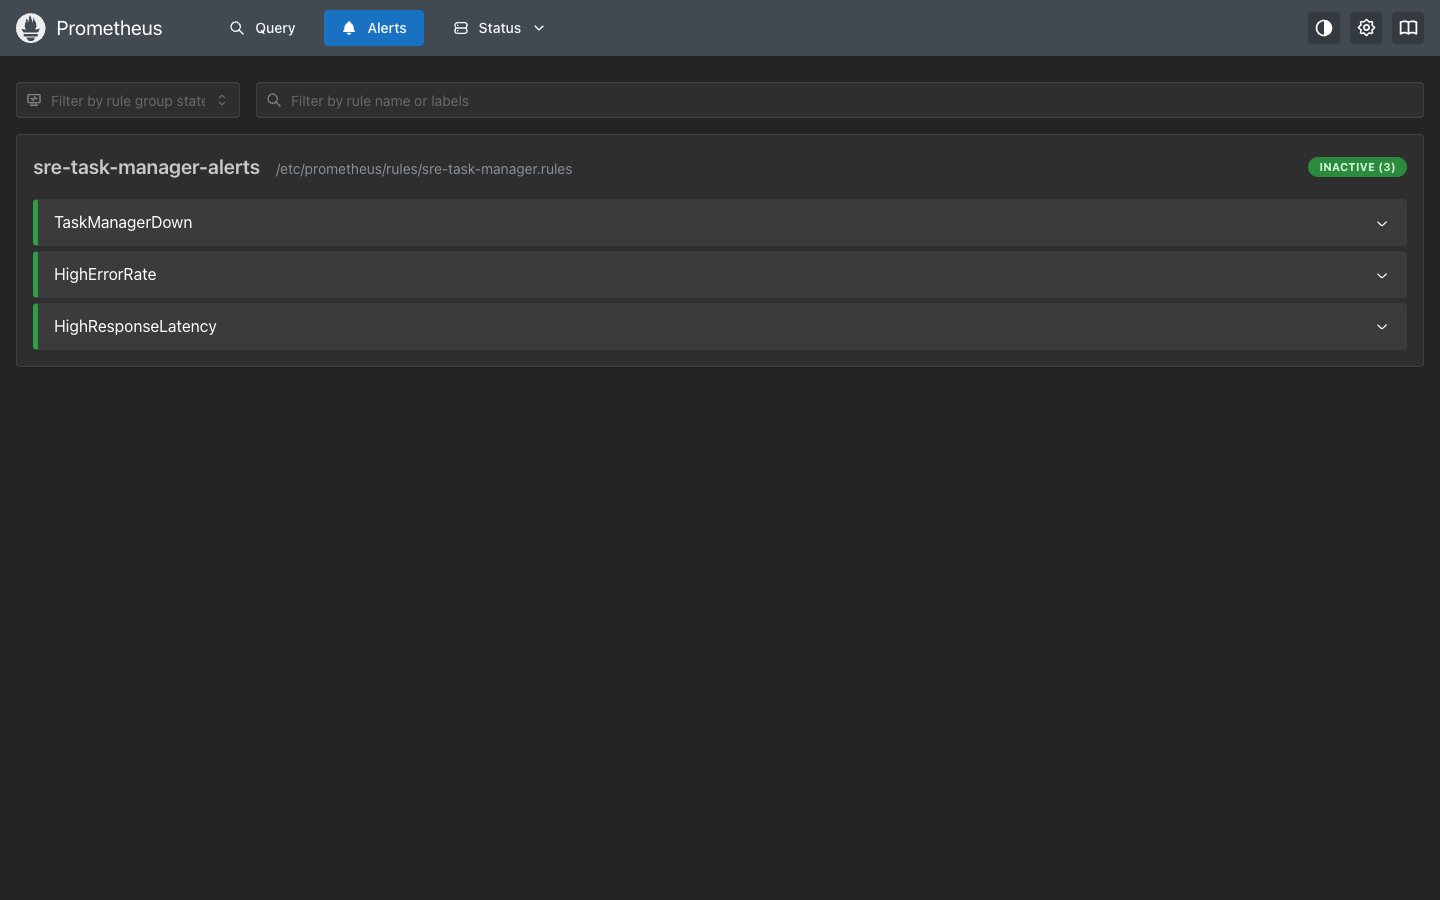 Prometheus
Query
Alerts
Status
Filter by rule group state
Filter by rule name or labels
sre-task-manager-alerts /etc/prometheus/rules/sre-task-manager.rules INACTIVE (3)
TaskManagerDown
HighErrorRate
HighResponseLatency